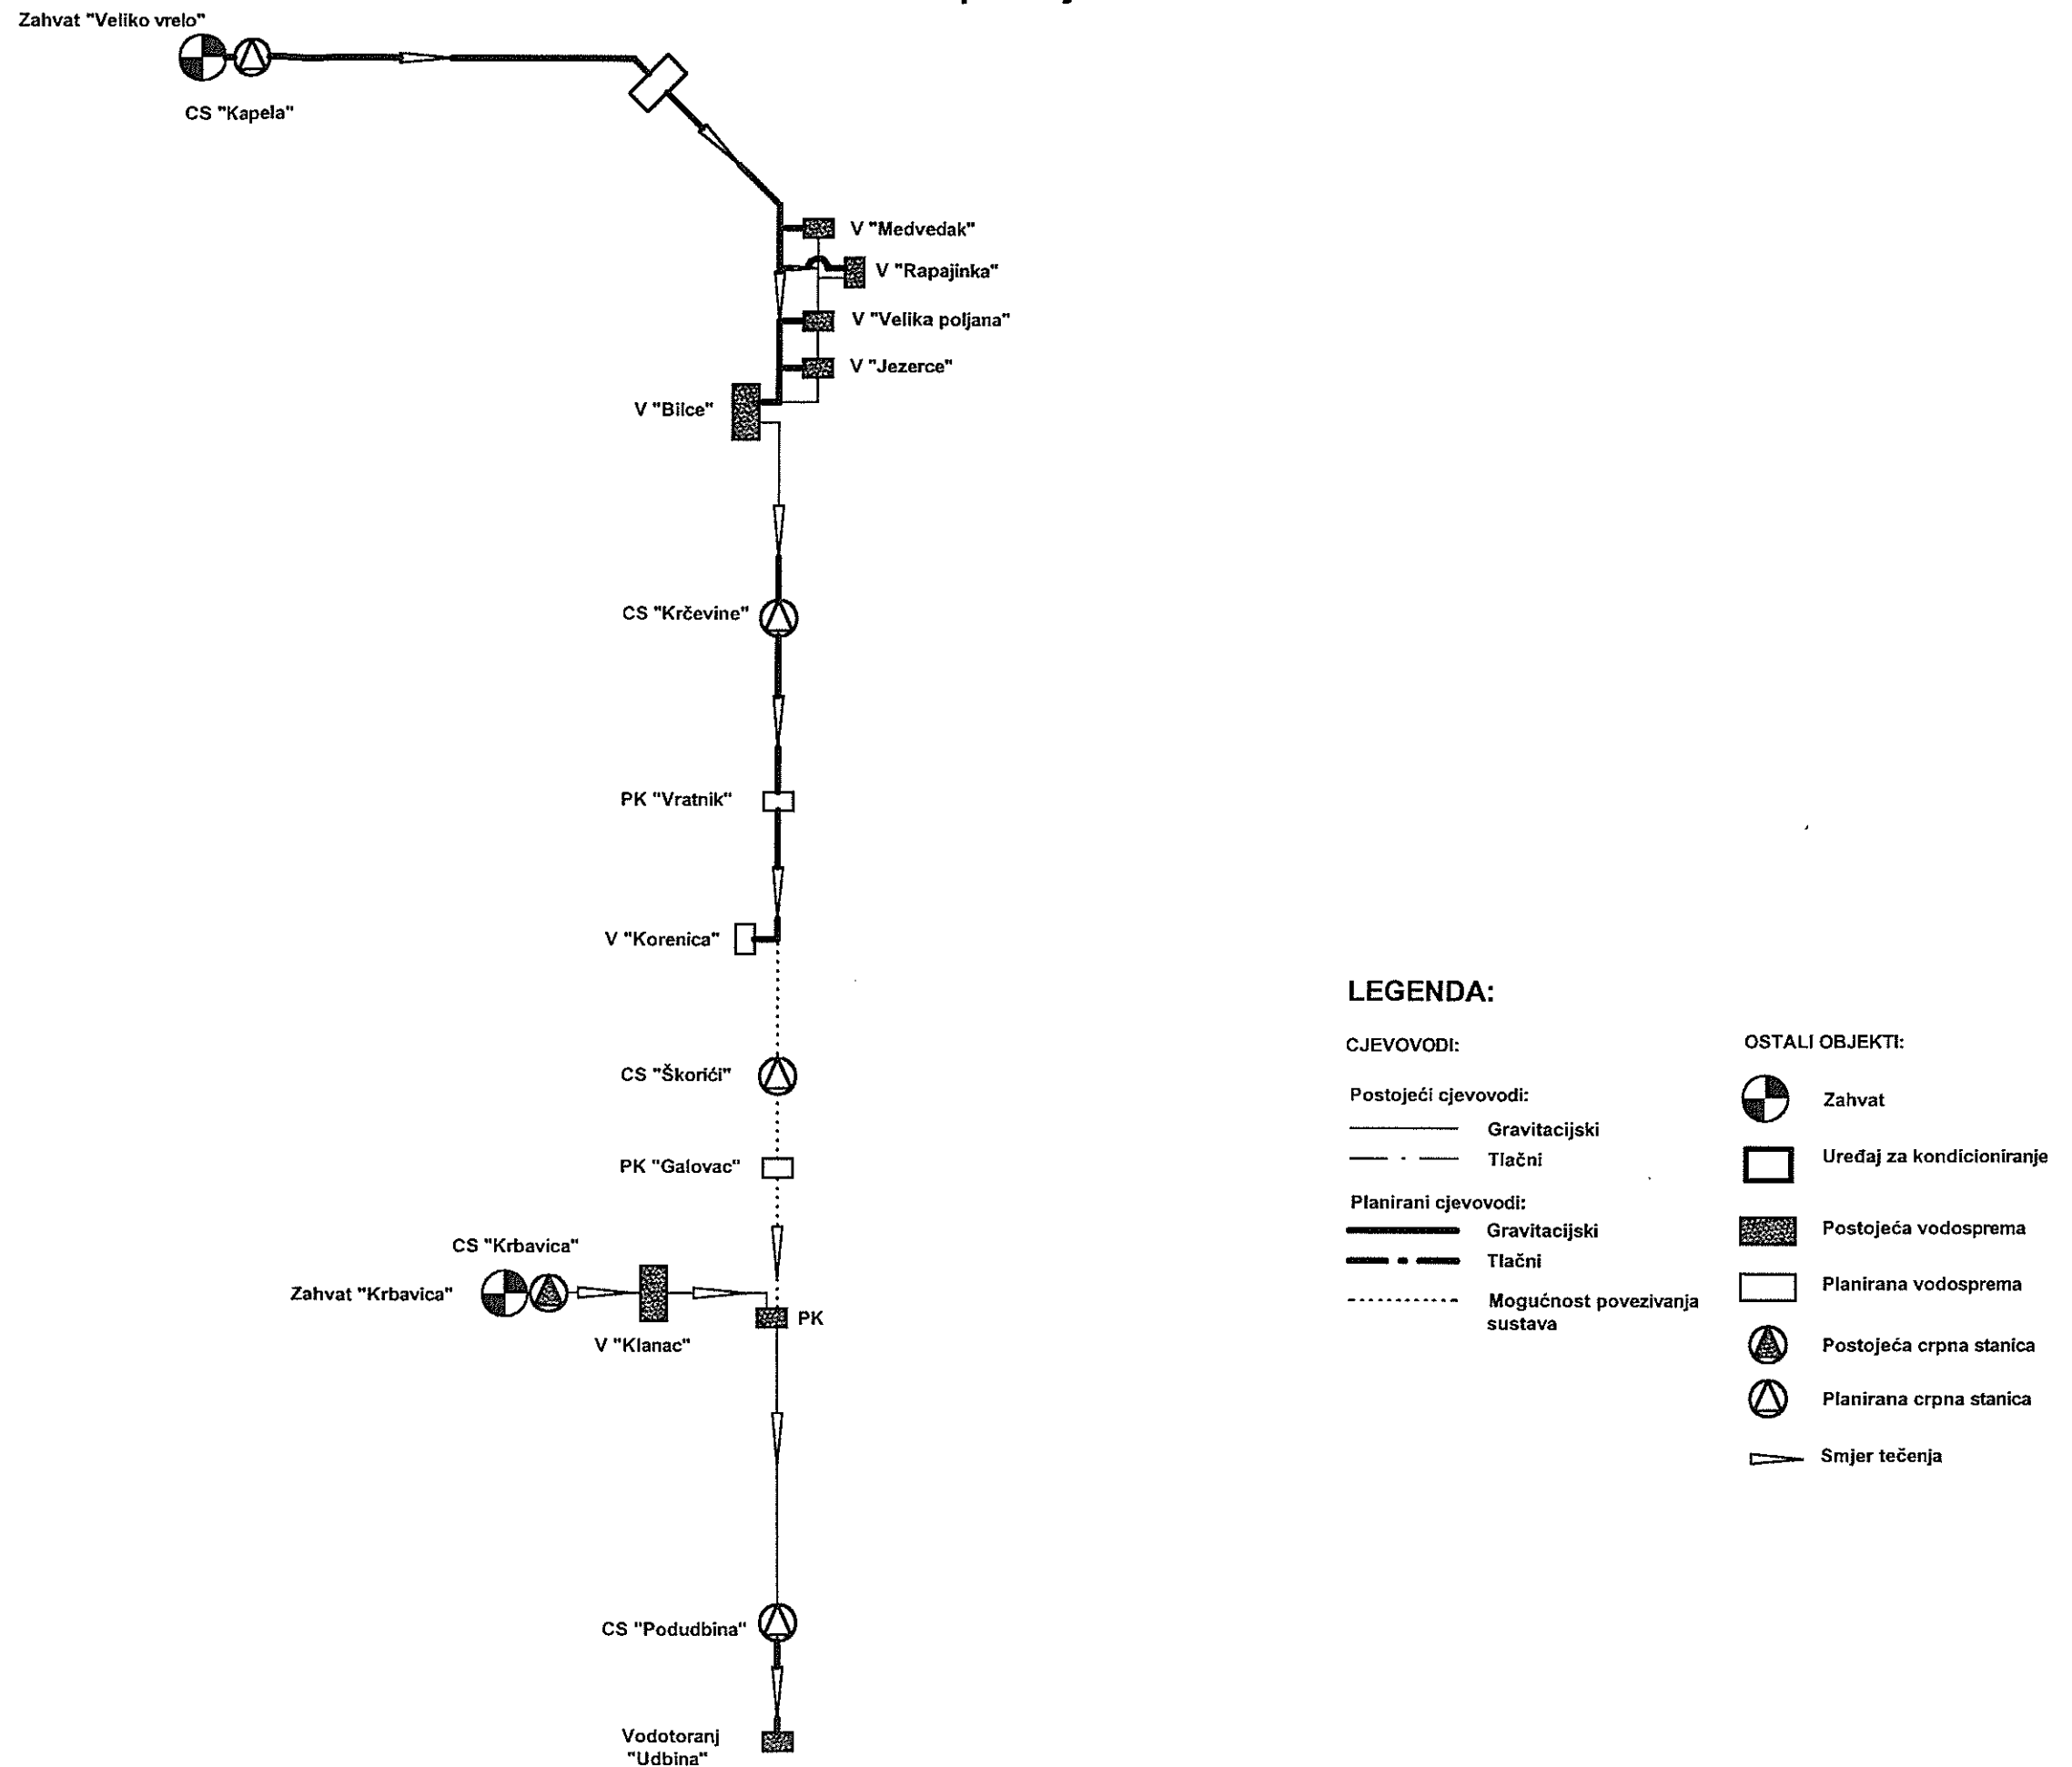 Zahvat "Veliko vrelo"
CS "Kapela"
V "Medvedak"
V "Rapajinka"
V "Velika poljana"
V "Jezerce"
V "Bilce"
CS "Krčevine"
PK "Vratnik"
V "Korenica"
CS "Škorići"
PK "Galovac"
CS "Krbavica"
Zahvat "Krbavica"
PK
V "Klanac"
CS "Podudbina"
Vodotoranj
"Udbina"
LEGENDA:
CJEVOVODI:
Postojeći cjevovodi:
Gravitacijski
Tlačni
Planirani cjevovodi:
Gravitacijski
Tlačni
Mogućnost povezivanja
sustava
OSTALI OBJEKTI:
Zahvat
Uređaj za kondicioniranje
Postojeća vodosprema
Planirana vodosprema
Postojeća crpna stanica
Planirana crpna stanica
Smjer tečenja